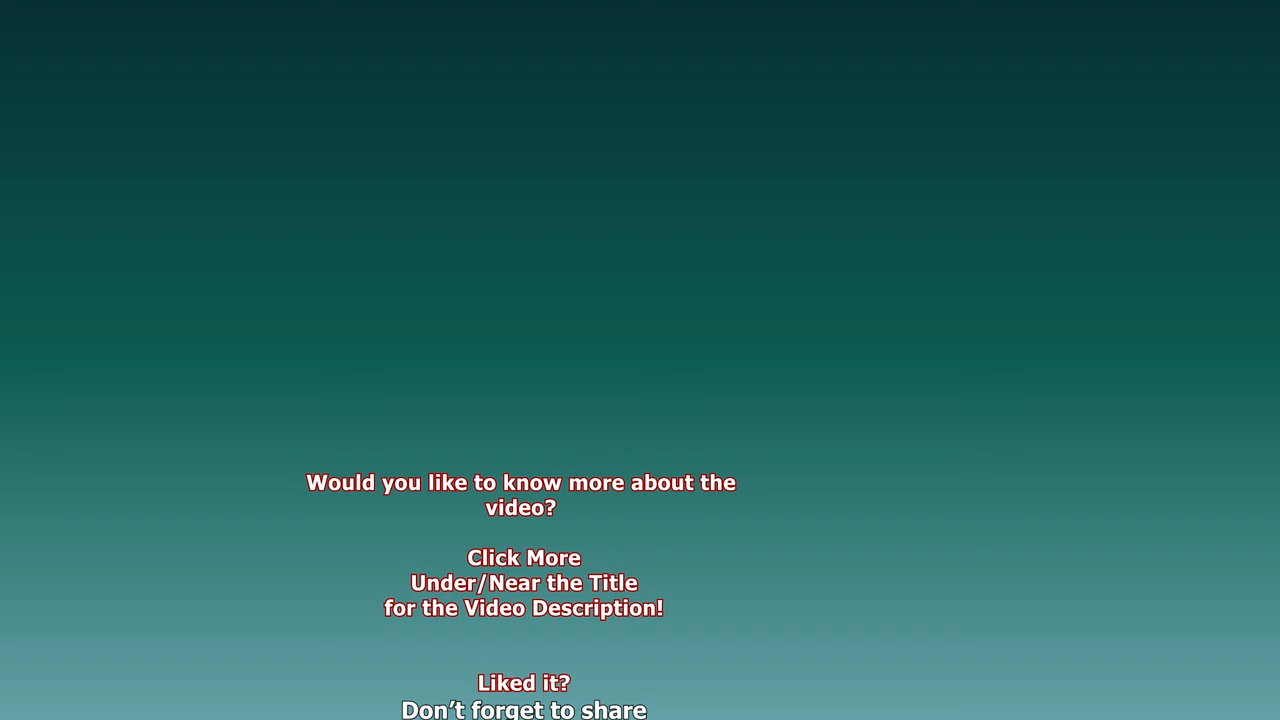 Would you like to know more about the
video?
Click More
Under/Near the Title
for the Video Description!
Liked it?
Don’t forget to share